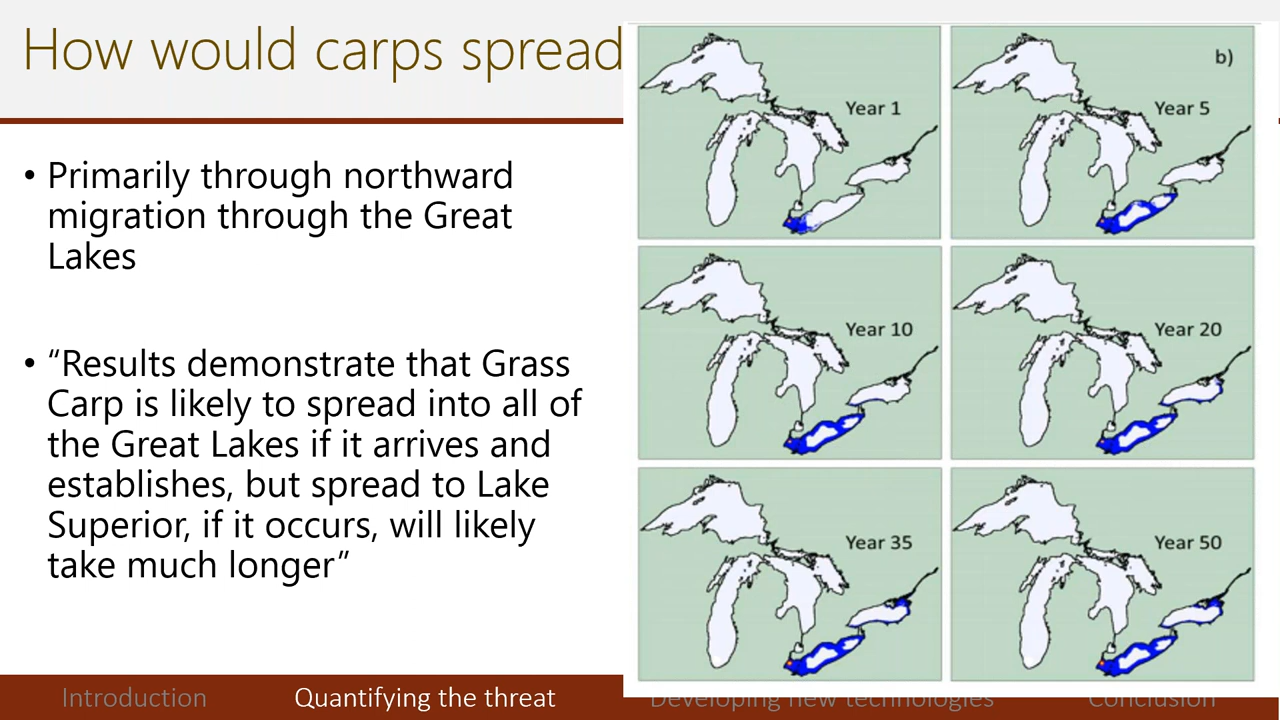 How would carps spread
• Primarily through northward
migration through the Great
Lakes
• “Results demonstrate that Grass
Carp is likely to spread into all of
the Great Lakes if it arrives and
establishes, but spread to Lake
Superior, if it occurs, will likely
take much longer”
b)
Year 1
Year 5
Year 10
Year 20
Year 35
Year 50
Introduction
Quantifying the threat
Developing new technologies
Conclusion